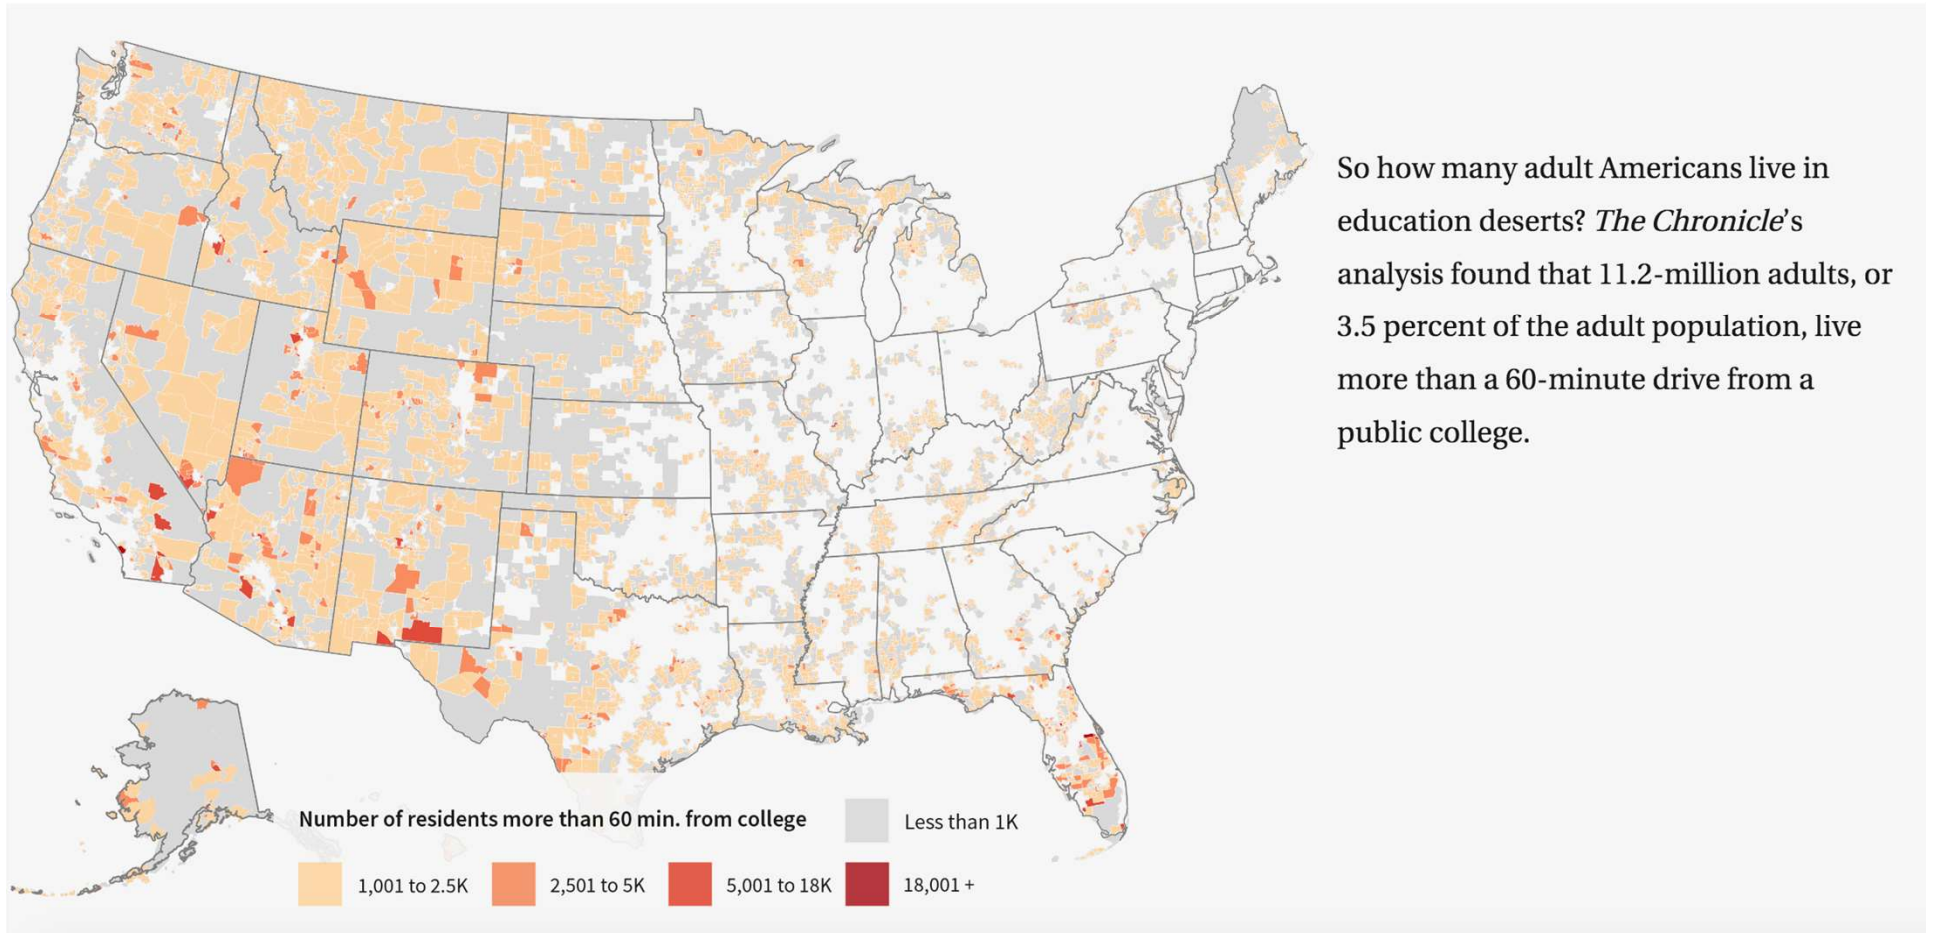 So how many adult Americans live in
education deserts? The Chronicle's
analysis found that 11.2-million adults, or
3.5 percent of the adult population, live
more than a 60-minute drive from a
public college.
Number of residents more than 60 min. from college
Less than 1K
1,001 to 2.5K
2,501 to 5K
5,001 to 18K
18,001 +